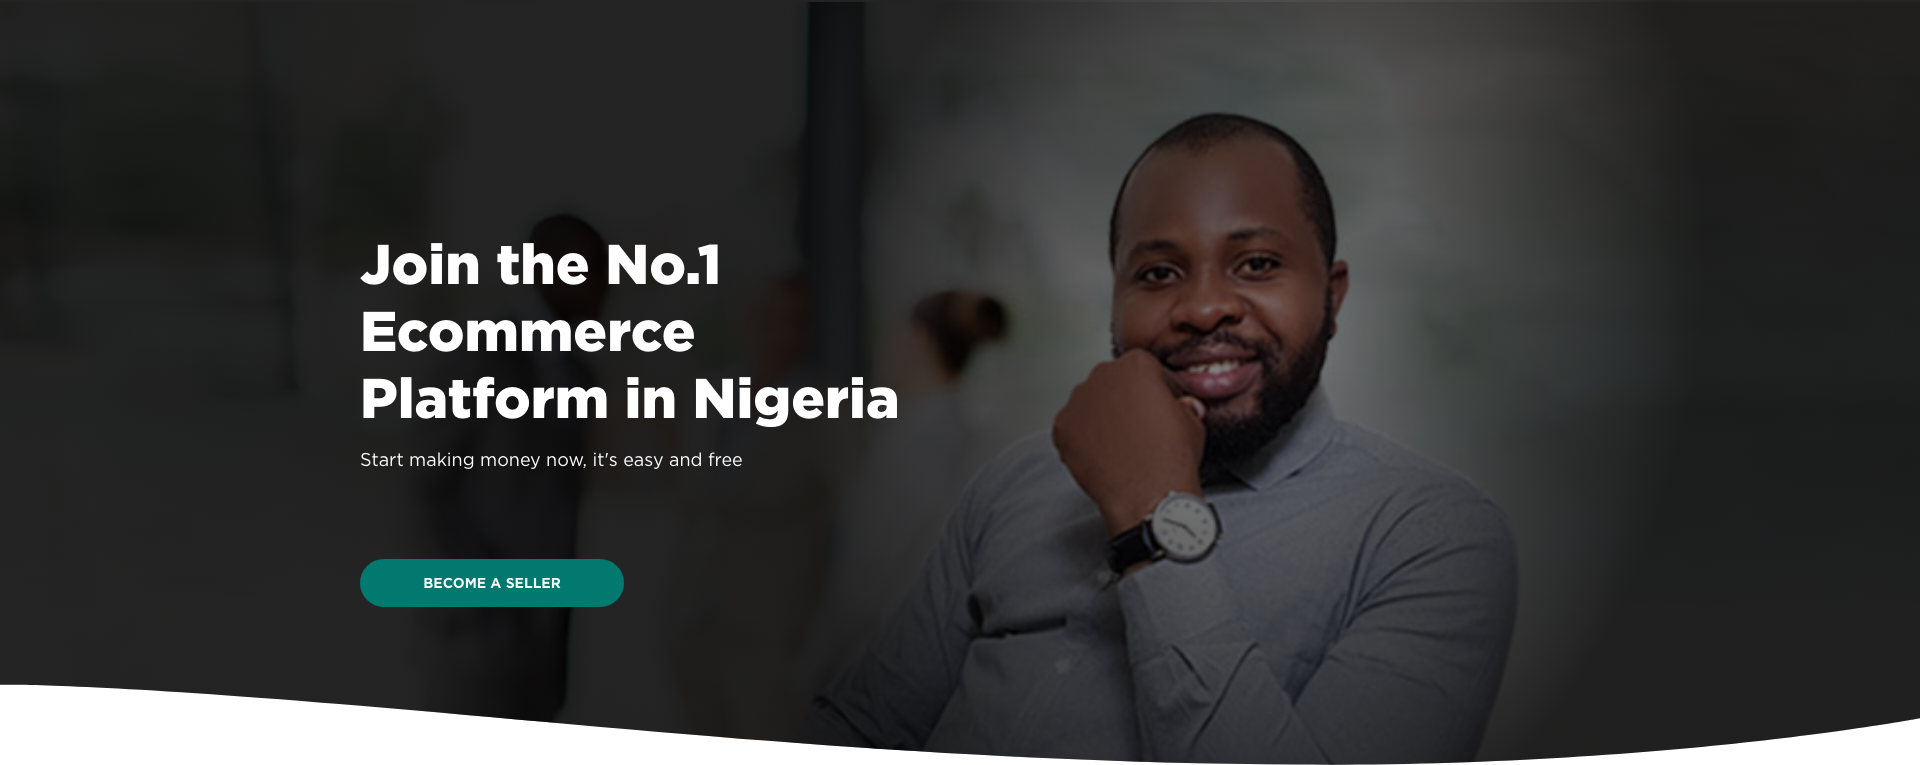 Join the No.1
Ecommerce
Platform in Nigeria
Start making money now, it's easy and free
BECOME A SELLER